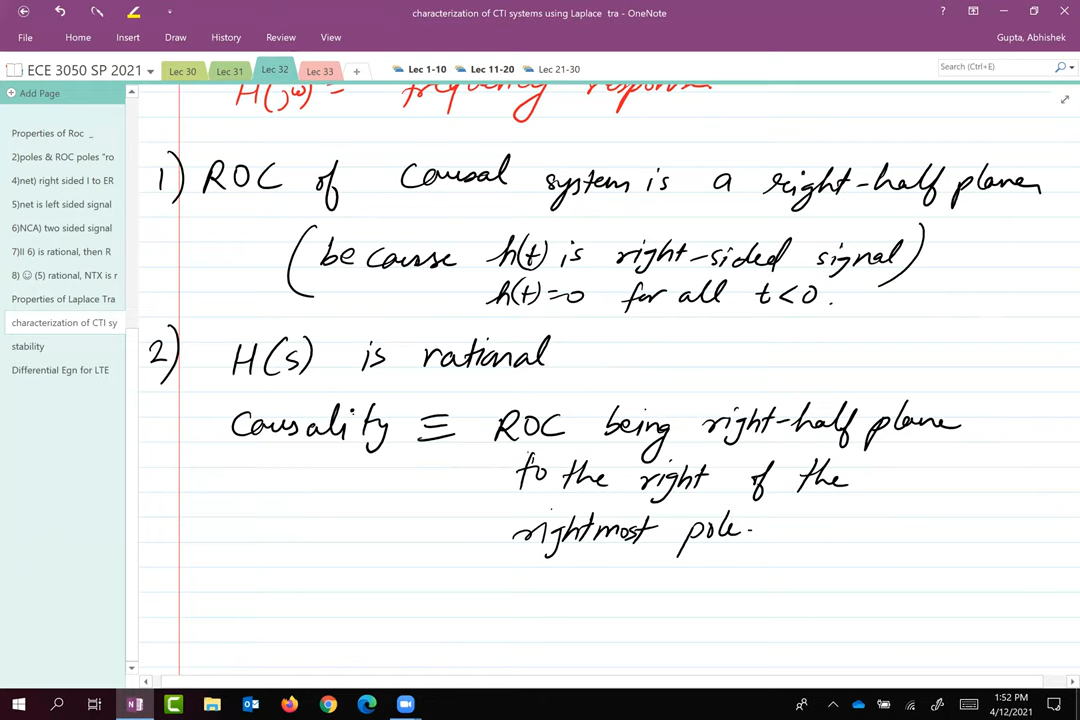 characterization of CTI systems using Laplace tra - OneNote
Gupta, Abhishek
File Home Insert Draw History Review View
ECE 3050 SP 2021 Lec 30 Lec 31 Lec 32 Lec 33 + Lec 1-10 Lec 11-20 Lec 21-30 Search (Ctrl+E)
Add Page
Properties of Roc _
2)poles & ROC poles "ro
4)net) right sided I to ER
5)net is left sided signal
6)NCA) two sided signal
7)II 6) is rational, then R
8) ☺ (5) rational, NTX is r
Properties of Laplace Tra
characterization of CTI sy
stability
Differential Egn for LTE
H(jω) = frequency response
1) ROC of causal system is a right-half plane
(because h(t) is right-sided signal)
h(t)=0 for all t<0.
2) H(s) is rational
Causality ≡ ROC being right-half plane
to the right of the
rightmost pole.
1:52 PM
4/12/2021